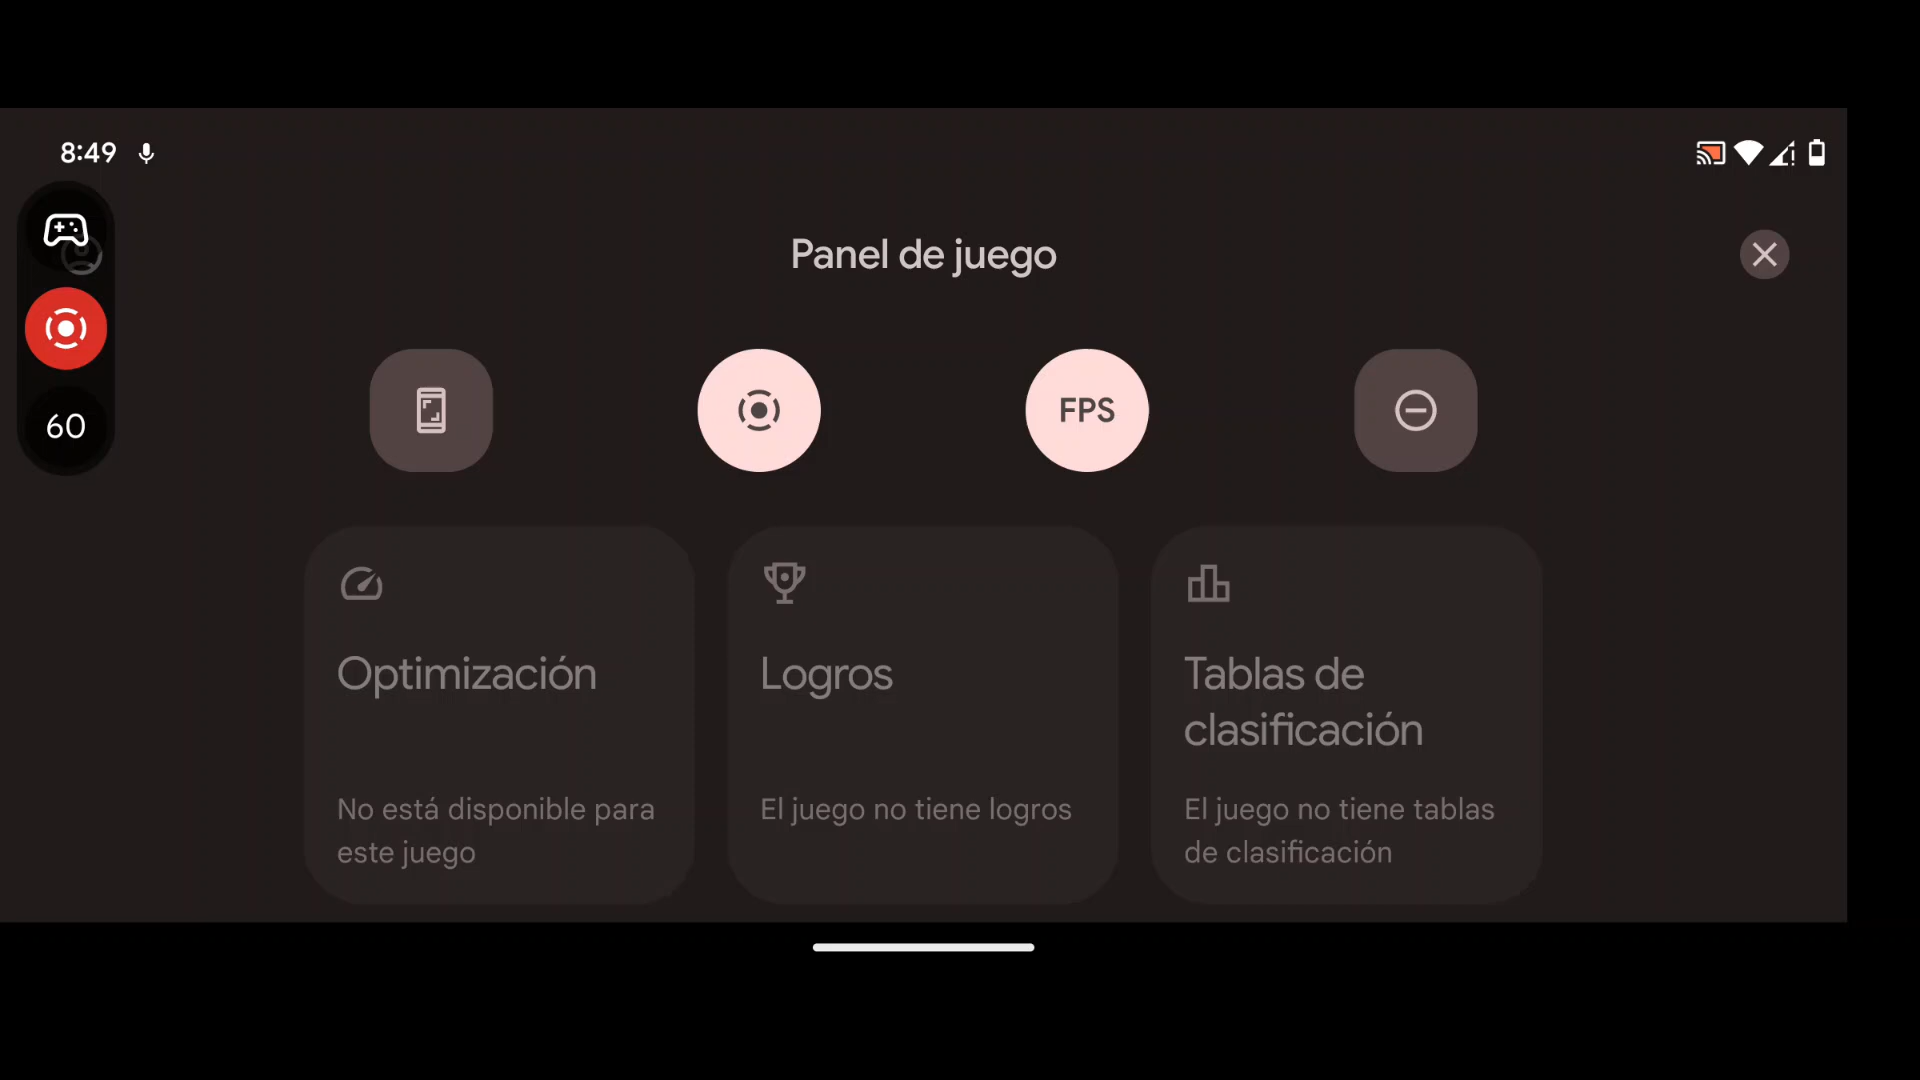 8:49
Panel de juego
60
FPS
Optimización
No está disponible para
este juego
Logros
El juego no tiene logros
Tablas de
clasificación
El juego no tiene tablas
de clasificación